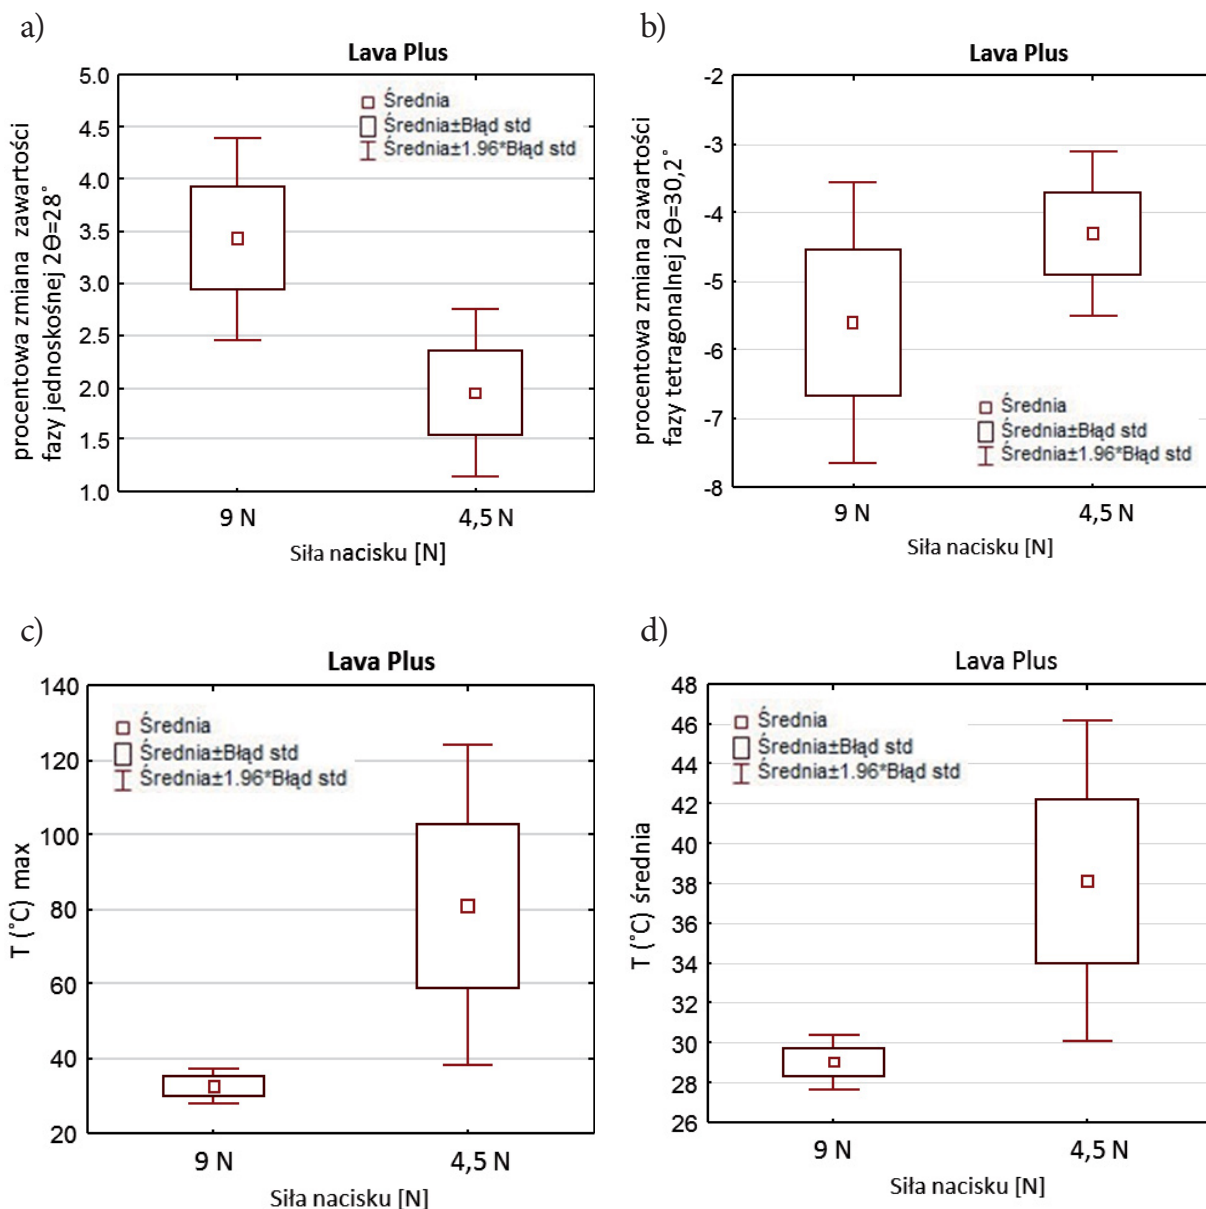 a)
Lava Plus
5.0
4.5
4.0
3.5
3.0
2.5
2.0
1.5
1.0
procentowa zmiana zawartości
fazy jednoskośnej 2Θ=28˚
Średnia
Średnia±Błąd std
Średnia±1.96*Błąd std
9 N
4,5 N
Siła nacisku [N]
b)
Lava Plus
-2
-3
-4
-5
-6
-7
-8
procentowa zmiana zawartości
fazy tetragonalnej 2Θ=30,2˚
Średnia
Średnia±Błąd std
Średnia±1.96*Błąd std
9 N
4,5 N
Siła nacisku [N]
c)
Lava Plus
140
120
100
80
60
40
20
T (˚C) max
Średnia
Średnia±Błąd std
Średnia±1.96*Błąd std
9 N
4,5 N
Siła nacisku [N]
d)
Lava Plus
48
46
44
42
40
38
36
34
32
30
28
26
T (˚C) średnia
Średnia
Średnia±Błąd std
Średnia±1.96*Błąd std
9 N
4,5 N
Siła nacisku [N]